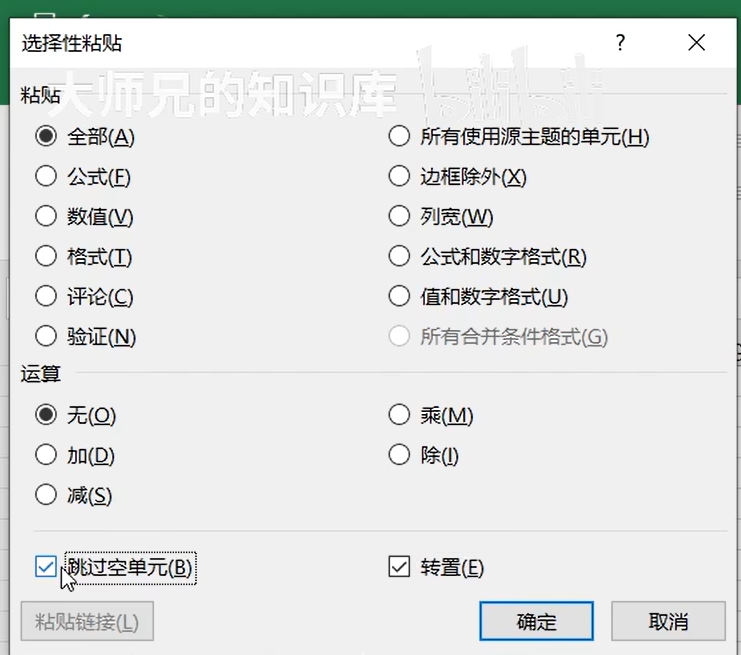 选择性粘贴
?
大师兄的知识库
粘贴
全部(A)
所有使用源主题的单元(H)
公式(F)
边框除外(X)
数值(V)
列宽(W)
格式(T)
公式和数字格式(R)
评论(C)
值和数字格式(U)
验证(N)
所有合并条件格式(G)
运算
无(O)
乘(M)
加(D)
除(I)
减(S)
跳过空单元(B)
转置(E)
粘贴链接(L)
确定
取消